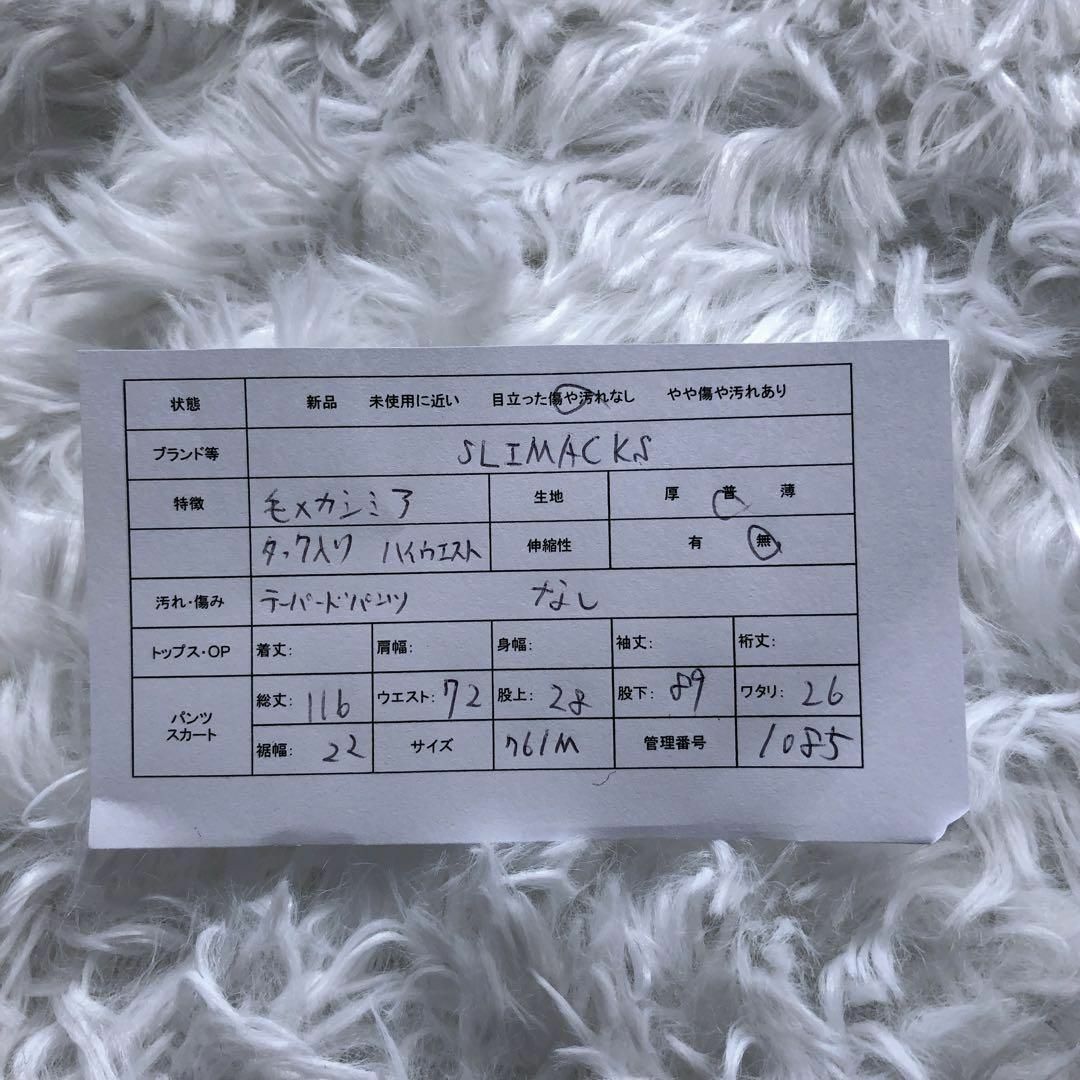 状態 新品 未使用に近い 目立った傷や汚れなし やや傷や汚れあり
ブランド等 SLIMACKS
特徴 毛×カシミア 生地 厚 普 薄
タック入り ハイウエスト 伸縮性 有 無
汚れ・傷み テーパードパンツ なし
トップス・OP 着丈: 肩幅: 身幅: 袖丈: 裄丈:
パンツ スカート 総丈: 116 ウエスト: 72 股上: 28 股下: 89 ワタリ: 26
裾幅: 22 サイズ 761M 管理番号 1085